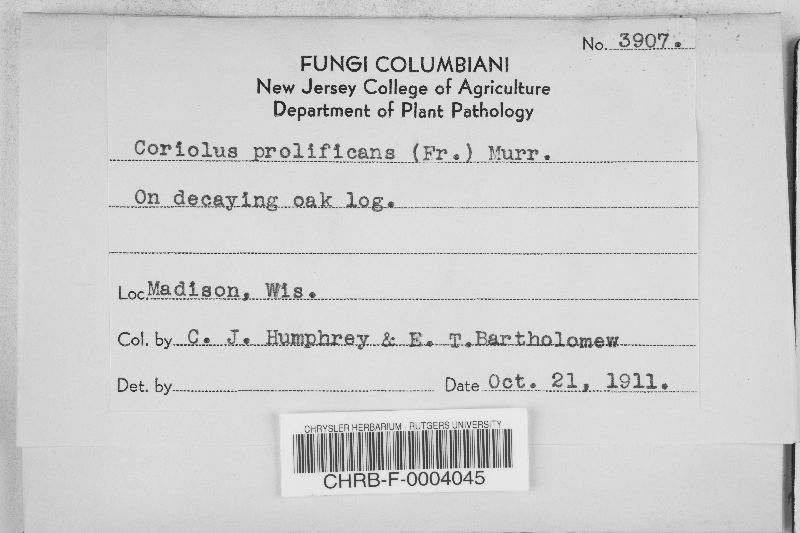 No. 3907.
FUNGI COLUMBIANI
New Jersey College of Agriculture
Department of Plant Pathology
Coriolus prolificans (Fr.) Murr.
On decaying oak log.
Loc. Madison, Wis.
Col. by C. J. Humphrey & E. T. Bartholomew
Det. by
Date Oct. 21, 1911.
CHRYSLER HERBARIUM - RUTGERS UNIVERSITY
CHRB-F-0004045